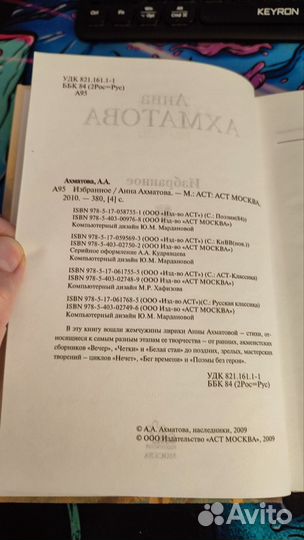 KEYRON
УДК 821.161.1-1
ББК 84 (2Рос=Рус)
А95
Анна
АХМАТОВА
Избранное
Ахматова, А.А.
А95 Избранное / Анна Ахматова. — М.: АСТ: АСТ МОСКВА,
2010. — 380, [4] с.
ISBN 978-5-17-058755-1 (ООО «Изд-во АСТ») (С.: Поэзия(84))
ISBN 978-5-403-00976-8 (ООО Изд-во «АСТ МОСКВА»)
Компьютерный дизайн Ю.М. Мардановой
ISBN 978-5-17-059569-3 (ООО «Изд-во АСТ») (С.: КнВВ(нов.))
ISBN 978-5-403-02750-2 (ООО Изд-во «АСТ МОСКВА»)
Серийное оформление А.А. Кудрявцева
Компьютерный дизайн Ю.М. Мардановой
ISBN 978-5-17-061755-5 (ООО «Изд-во АСТ») (С.: АСТ-Классика)
ISBN 978-5-403-02748-9 (ООО Изд-во «АСТ МОСКВА»)
Компьютерный дизайн М.Р. Хафизова
ISBN 978-5-17-061768-5 (ООО «Изд-во АСТ»)(С.: Русская классика)
ISBN 978-5-403-02749-6 (ООО Изд-во «АСТ МОСКВА»)
Компьютерный дизайн Ю.М. Мардановой
В эту книгу вошли жемчужины лирики Анны Ахматовой — стихи, от-
носящиеся к самым разным этапам ее творчества — от ранних, акмеистских
сборников «Вечер», «Четки» и «Белая стая» до поздних, зрелых, мастерских
творений — циклов «Нечет», «Бег времени» и «Поэмы без героя».
УДК 821.161.1-1
ББК 84 (2Рос=Рус)
© А.А. Ахматова, наследники, 2009
© ООО Издательство «АСТ МОСКВА», 2009
МОСКВА
Avito